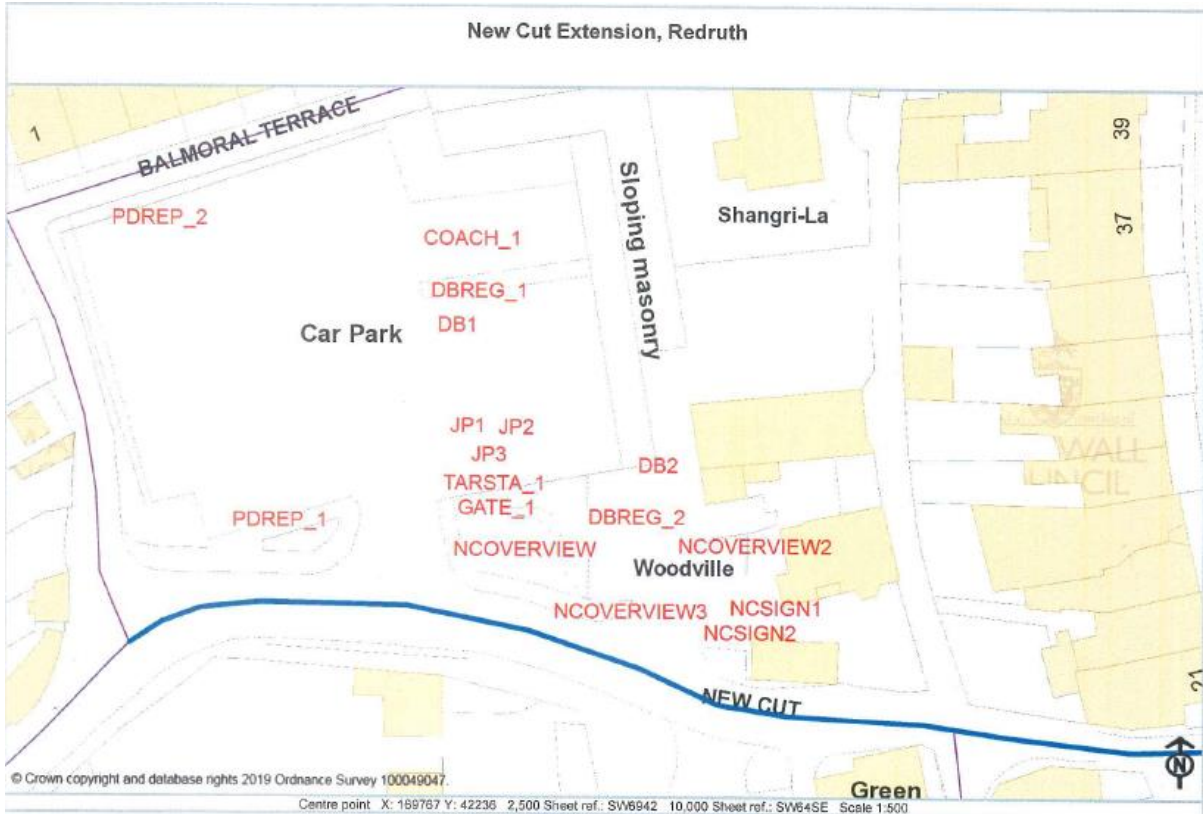 New Cut Extension, Redruth
1
BALMORAL TERRACE
39
PDREP_2
COACH_1
Sloping masonry
Shangri-La
37
DBREG_1
DB1
Car Park
JP1 JP2
JP3
TARSTA_1
GATE_1
DB2
WALL
UNCIL
PDREP_1
DBREG_2
NCOVERVIEW
NCOVERVIEW2
Woodville
NCOVERVIEW3
NCSIGN1
NCSIGN2
21
NEW CUT
N
Green
© Crown copyright and database rights 2019 Ordnance Survey 100049047.
Centre point X: 169767 Y: 42236 2,500 Sheet ref.: SW6942 10,000 Sheet ref.: SW64SE Scale 1:500